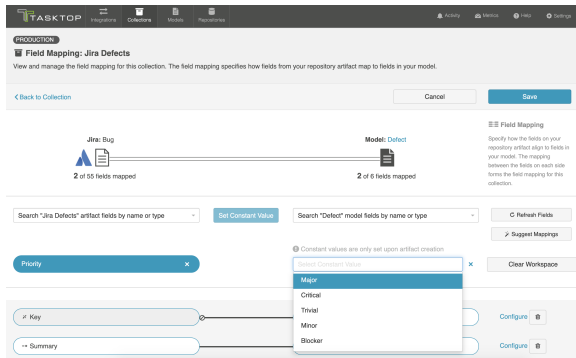 TASKTOP
Integrations
Collections
Models
Repositories
Activity
Metrics
Help
Settings
PRODUCTION
Field Mapping: Jira Defects
View and manage the field mapping for this collection. The field mapping specifies how fields from your repository artifact map to fields in your model.
Back to Collection
Cancel
Save
Jira: Bug
2 of 55 fields mapped
Model: Defect
2 of 6 fields mapped
Field Mapping
Specify how the fields on your
repository artifact align to fields in
your model. The mapping
between the fields on each side
forms the field mapping for this
collection.
Search "Jira Defects" artifact fields by name or type
Set Constant Value
Search "Defect" model fields by name or type
Refresh Fields
Suggest Mappings
Constant values are only set upon artifact creation
Priority
Select Constant Value
Clear Workspace
Major
Critical
Trivial
Minor
Blocker
Key
Configure
Summary
Configure